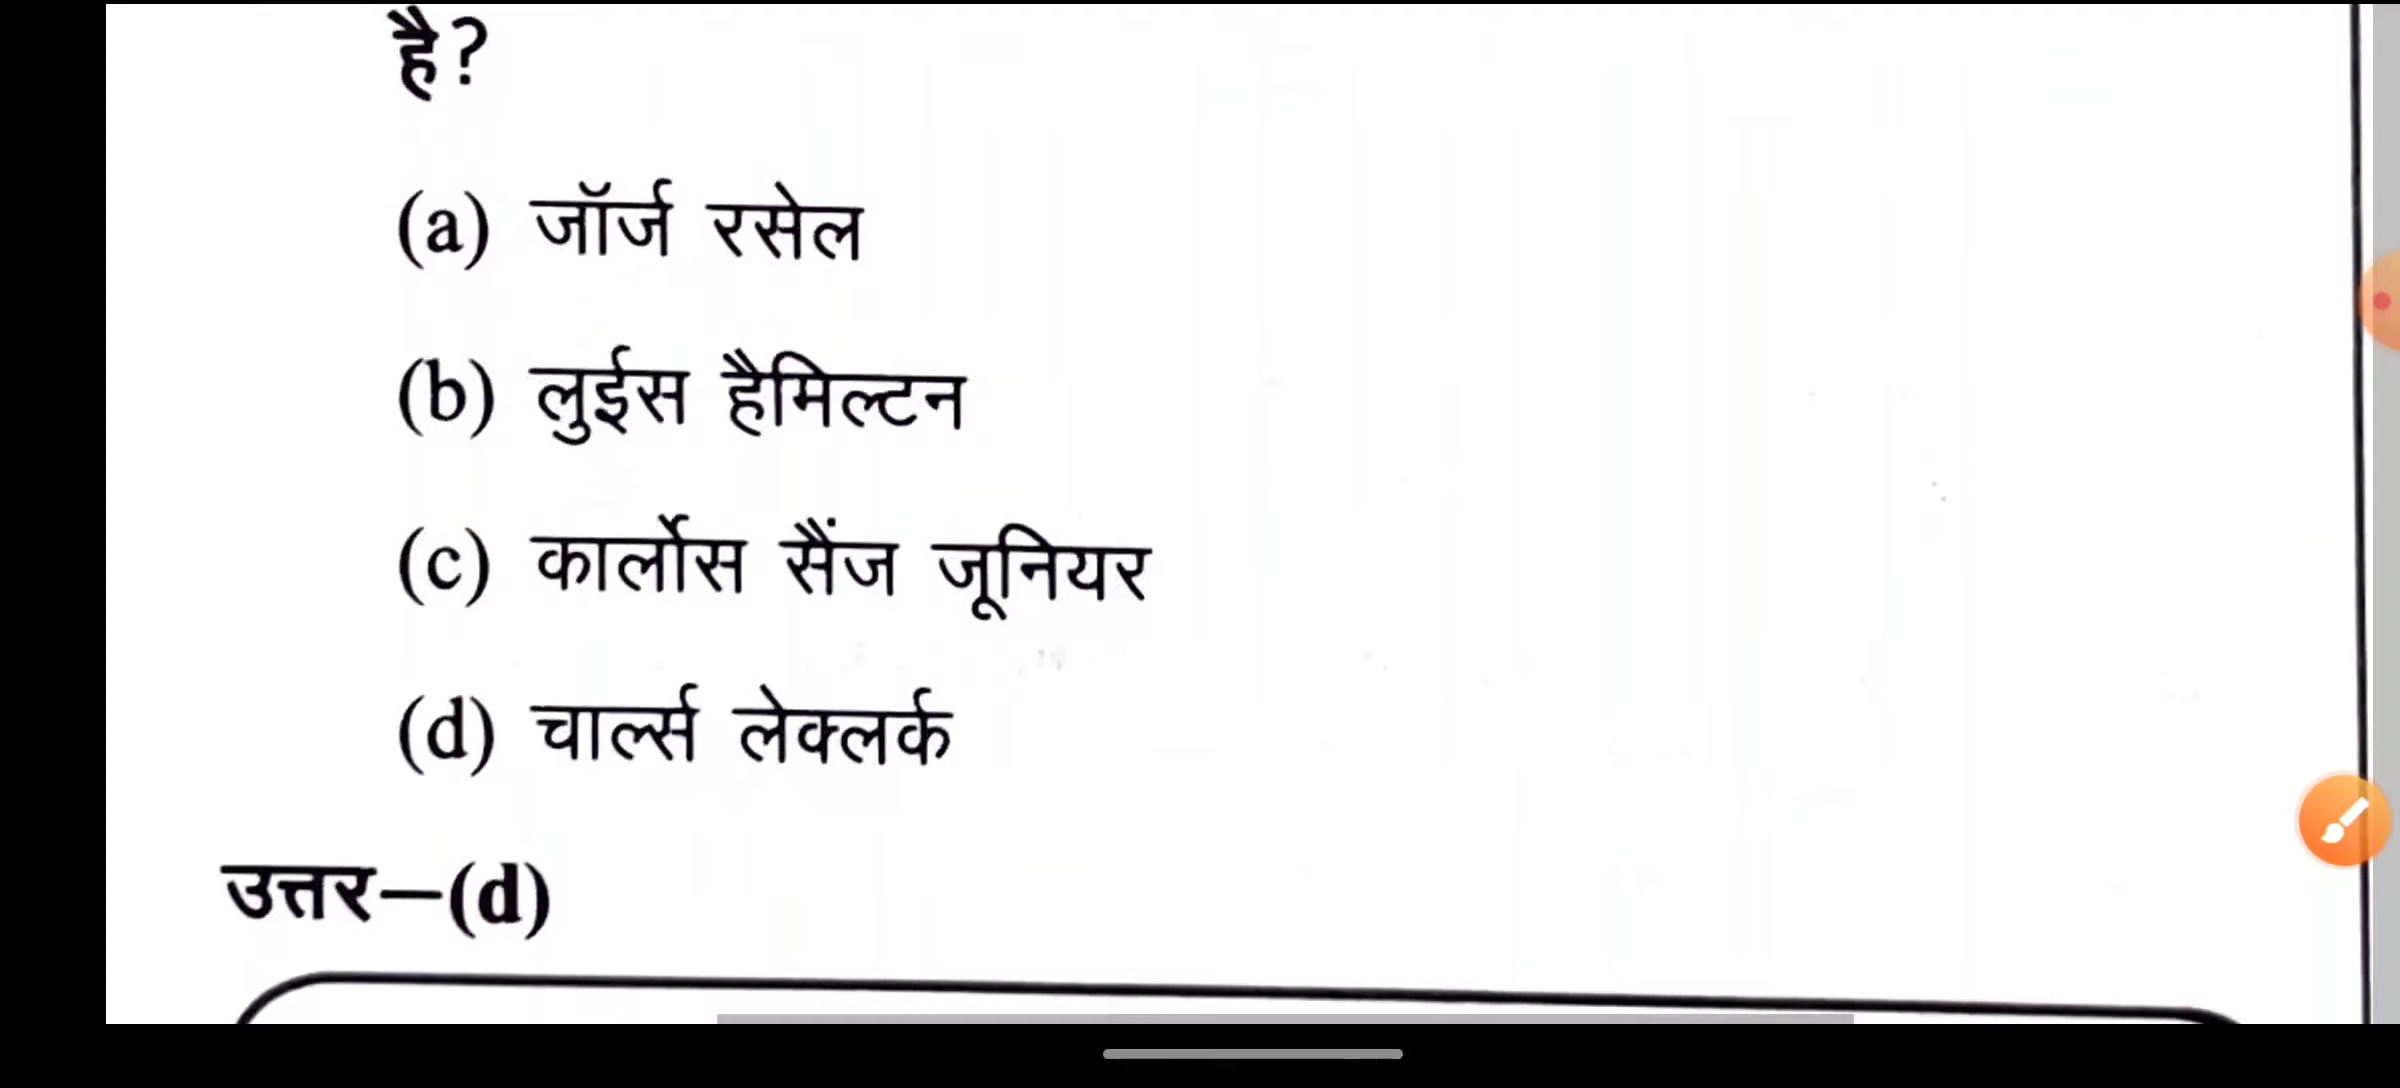 है?
(a) जॉर्ज रसेल
(b) लुईस हैमिल्टन
(c) कार्लोस सैंज जूनियर
(d) चार्ल्स लेक्लर्क
उत्तर–(d)